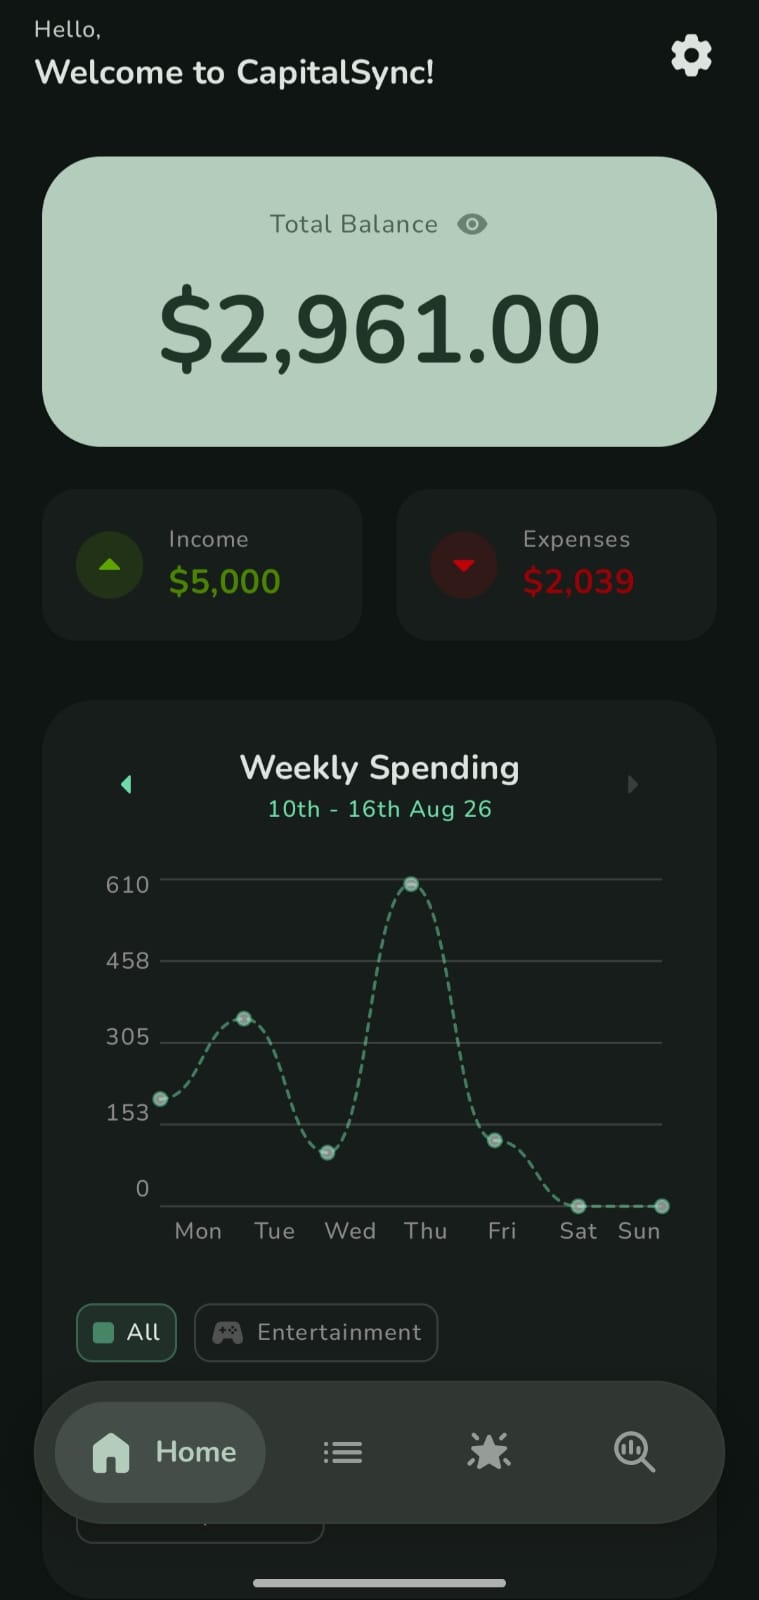 Hello,
Welcome to CapitalSync!
Total Balance
$2,961.00
Income
$5,000
Expenses
$2,039
Weekly Spending
10th - 16th Aug 26
610
458
305
153
0
Mon Tue Wed Thu Fri Sat Sun
All
Entertainment
Home